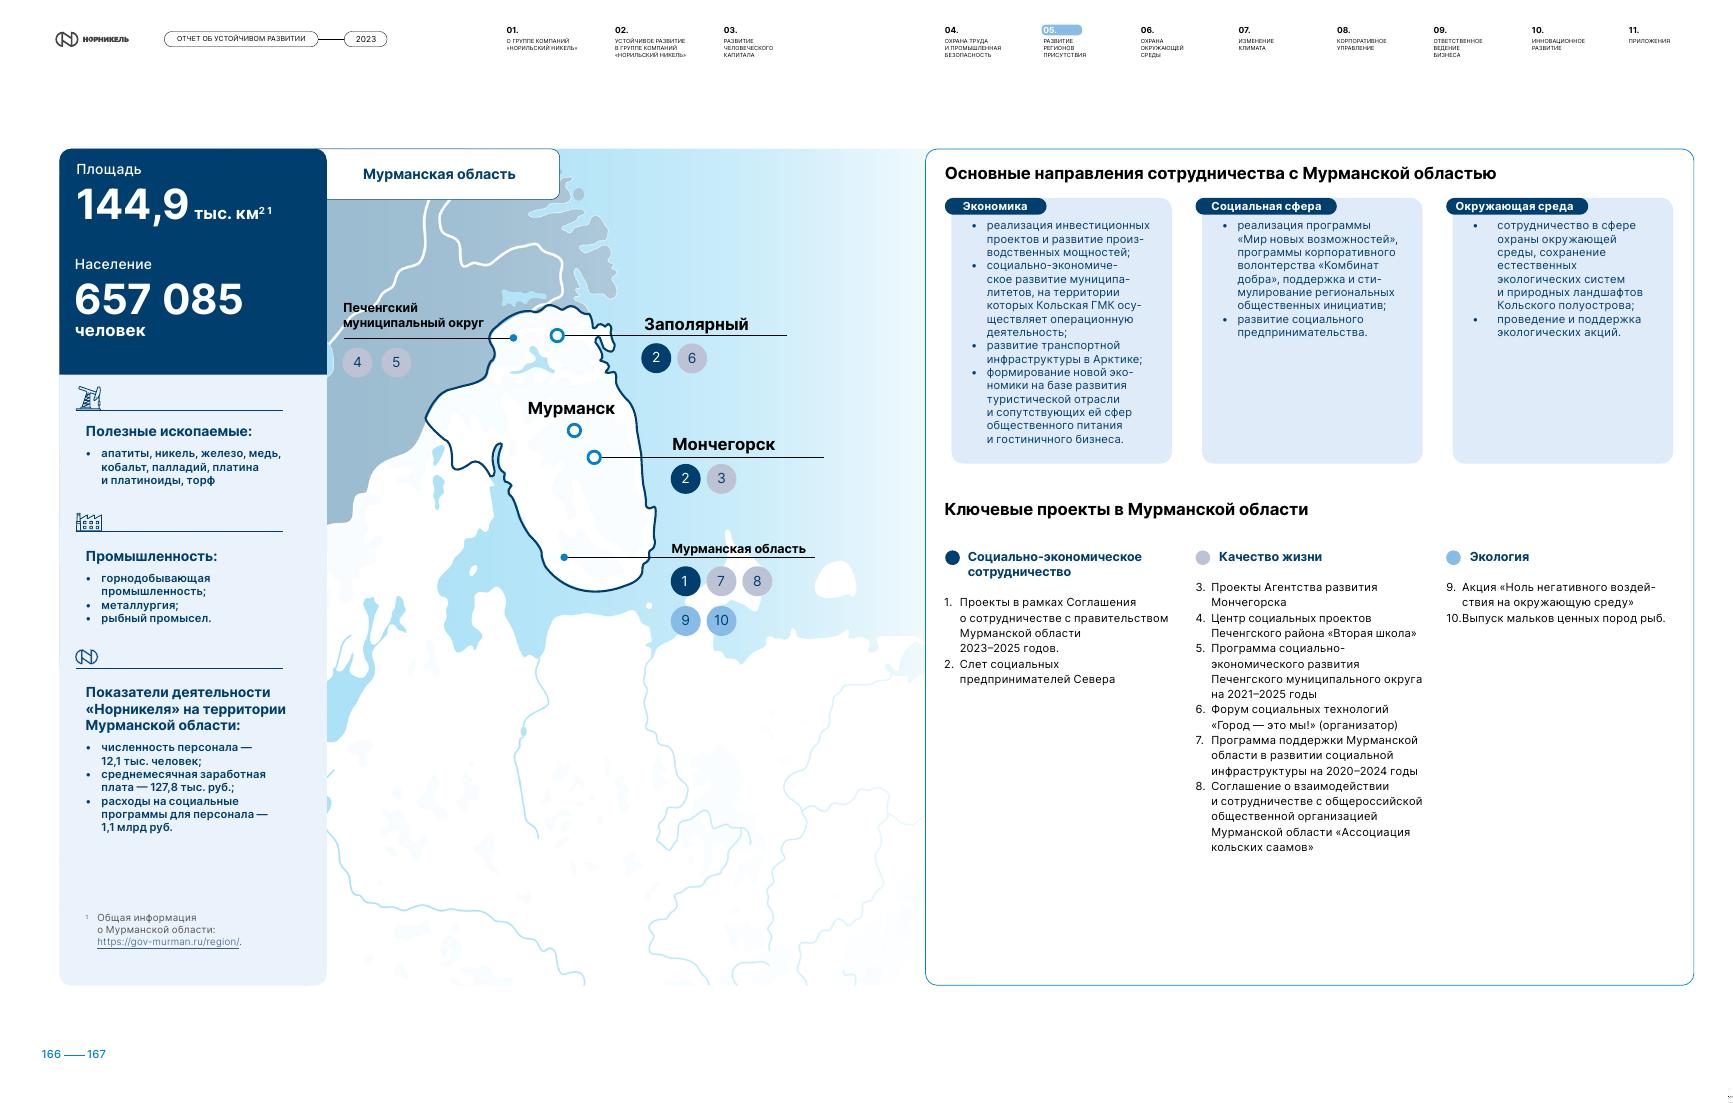 НОРНИКЕЛЬ
ОТЧЕТ ОБ УСТОЙЧИВОМ РАЗВИТИИ
2023
01.
О ГРУППЕ КОМПАНИЙ
«НОРИЛЬСКИЙ НИКЕЛЬ»
02.
УСТОЙЧИВОЕ РАЗВИТИЕ
В ГРУППЕ КОМПАНИЙ
«НОРИЛЬСКИЙ НИКЕЛЬ»
03.
РАЗВИТИЕ
ЧЕЛОВЕЧЕСКОГО
КАПИТАЛА
04.
ОХРАНА ТРУДА
И ПРОМЫШЛЕННАЯ
БЕЗОПАСНОСТЬ
05.
РАЗВИТИЕ
РЕГИОНОВ
ПРИСУТСТВИЯ
06.
ОХРАНА
ОКРУЖАЮЩЕЙ
СРЕДЫ
07.
ИЗМЕНЕНИЕ
КЛИМАТА
08.
КОРПОРАТИВНОЕ
УПРАВЛЕНИЕ
09.
ОТВЕТСТВЕННОЕ
ВЕДЕНИЕ
БИЗНЕСА
10.
ИННОВАЦИОННОЕ
РАЗВИТИЕ
11.
ПРИЛОЖЕНИЯ
Площадь
144,9 тыс. км² ¹
Население
657 085
человек
Полезные ископаемые:
• апатиты, никель, железо, медь,
кобальт, палладий, платина
и платиноиды, торф
Промышленность:
• горнодобывающая
промышленность;
• металлургия;
• рыбный промысел.
Показатели деятельности
«Норникеля» на территории
Мурманской области:
• численность персонала —
12,1 тыс. человек;
• среднемесячная заработная
плата — 127,8 тыс. руб.;
• расходы на социальные
программы для персонала —
1,1 млрд руб.
¹ Общая информация
о Мурманской области:
https://gov-murman.ru/region/.
Мурманская область
Печенгский
муниципальный округ
4 5
Заполярный
2 6
Мурманск
Мончегорск
2 3
Мурманская область
1 7 8
9 10
Основные направления сотрудничества с Мурманской областью
Экономика
• реализация инвестиционных
проектов и развитие произ-
водственных мощностей;
• социально-экономиче-
ское развитие муниципа-
литетов, на территории
которых Кольская ГМК осу-
ществляет операционную
деятельность;
• развитие транспортной
инфраструктуры в Арктике;
• формирование новой эко-
номики на базе развития
туристической отрасли
и сопутствующих ей сфер
общественного питания
и гостиничного бизнеса.
Социальная сфера
• реализация программы
«Мир новых возможностей»,
программы корпоративного
волонтерства «Комбинат
добра», поддержка и сти-
мулирование региональных
общественных инициатив;
• развитие социального
предпринимательства.
Окружающая среда
• сотрудничество в сфере
охраны окружающей
среды, сохранение
естественных
экологических систем
и природных ландшафтов
Кольского полуострова;
• проведение и поддержка
экологических акций.
Ключевые проекты в Мурманской области
Социально-экономическое
сотрудничество
1. Проекты в рамках Соглашения
о сотрудничестве с правительством
Мурманской области
2023–2025 годов.
2. Слет социальных
предпринимателей Севера
Качество жизни
3. Проекты Агентства развития
Мончегорска
4. Центр социальных проектов
Печенгского района «Вторая школа»
5. Программа социально-
экономического развития
Печенгского муниципального округа
на 2021–2025 годы
6. Форум социальных технологий
«Город — это мы!» (организатор)
7. Программа поддержки Мурманской
области в развитии социальной
инфраструктуры на 2020–2024 годы
8. Соглашение о взаимодействии
и сотрудничестве с общероссийской
общественной организацией
Мурманской области «Ассоциация
кольских саамов»
Экология
9. Акция «Ноль негативного воздей-
ствия на окружающую среду»
10.Выпуск мальков ценных пород рыб.
166 — 167